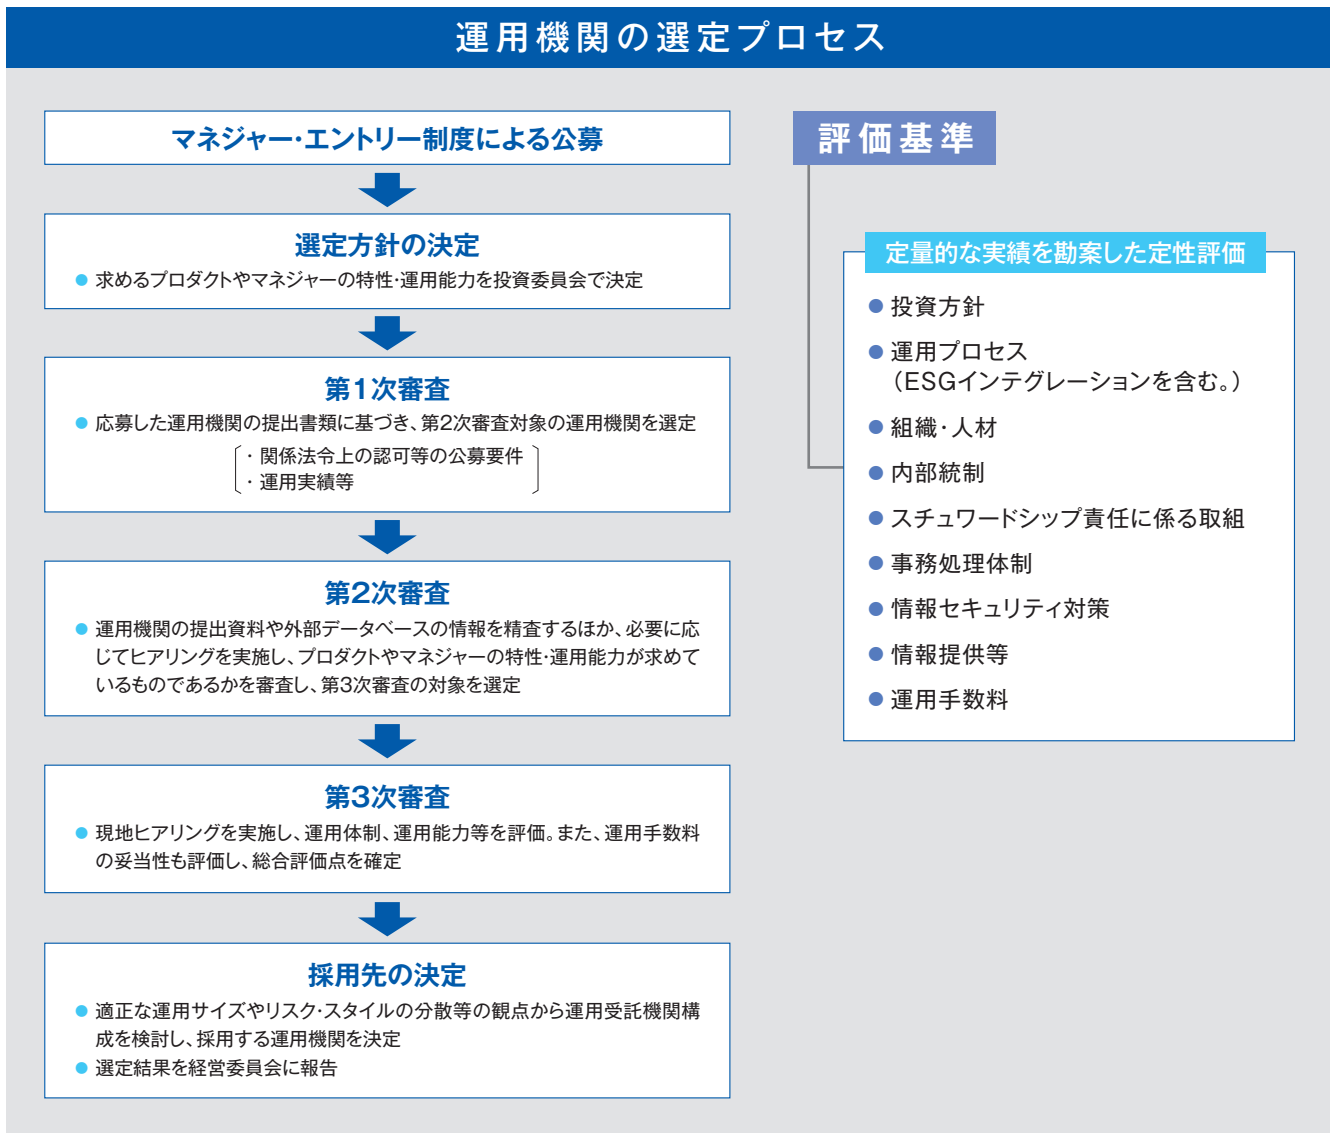 運用機関の選定プロセス
マネジャー・エントリー制度による公募
選定方針の決定
● 求めるプロダクトやマネジャーの特性・運用能力を投資委員会で決定
第1次審査
● 応募した運用機関の提出書類に基づき、第2次審査対象の運用機関を選定
・関係法令上の認可等の公募要件
・運用実績等
第2次審査
● 運用機関の提出資料や外部データベースの情報を精査するほか、必要に応
じてヒアリングを実施し、プロダクトやマネジャーの特性・運用能力が求めて
いるものであるかを審査し、第3次審査の対象を選定
第3次審査
● 現地ヒアリングを実施し、運用体制、運用能力等を評価。また、運用手数料
の妥当性も評価し、総合評価点を確定
採用先の決定
● 適正な運用サイズやリスク・スタイルの分散等の観点から運用受託機関構
成を検討し、採用する運用機関を決定
● 選定結果を経営委員会に報告
評価基準
定量的な実績を勘案した定性評価
● 投資方針
● 運用プロセス
（ESGインテグレーションを含む。）
● 組織・人材
● 内部統制
● スチュワードシップ責任に係る取組
● 事務処理体制
● 情報セキュリティ対策
● 情報提供等
● 運用手数料